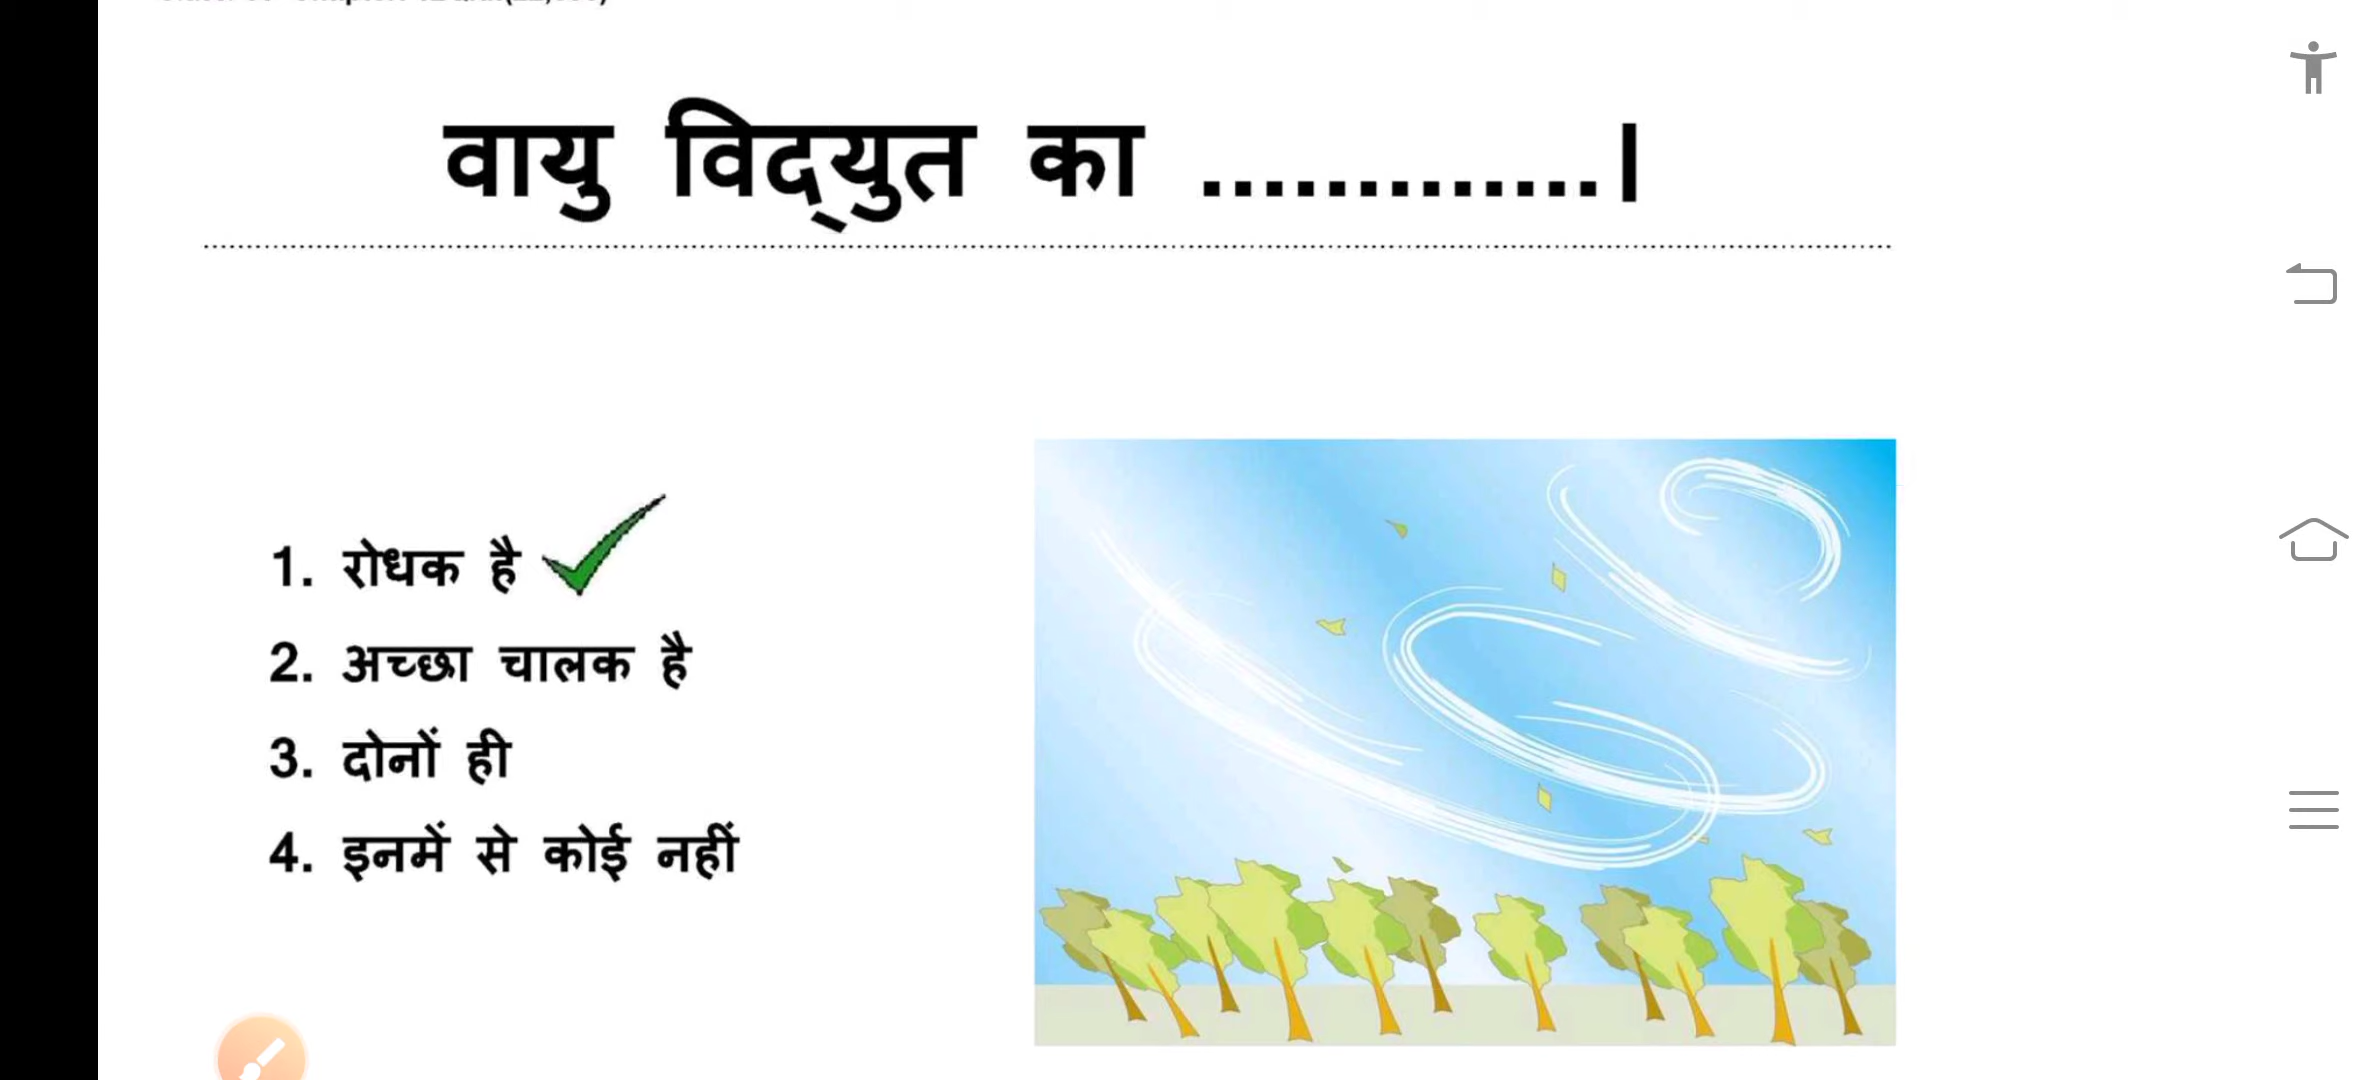 वायु विद्‌युत का .............।
1. रोधक है
2. अच्छा चालक है
3. दोनों ही
4. इनमें से कोई नहीं